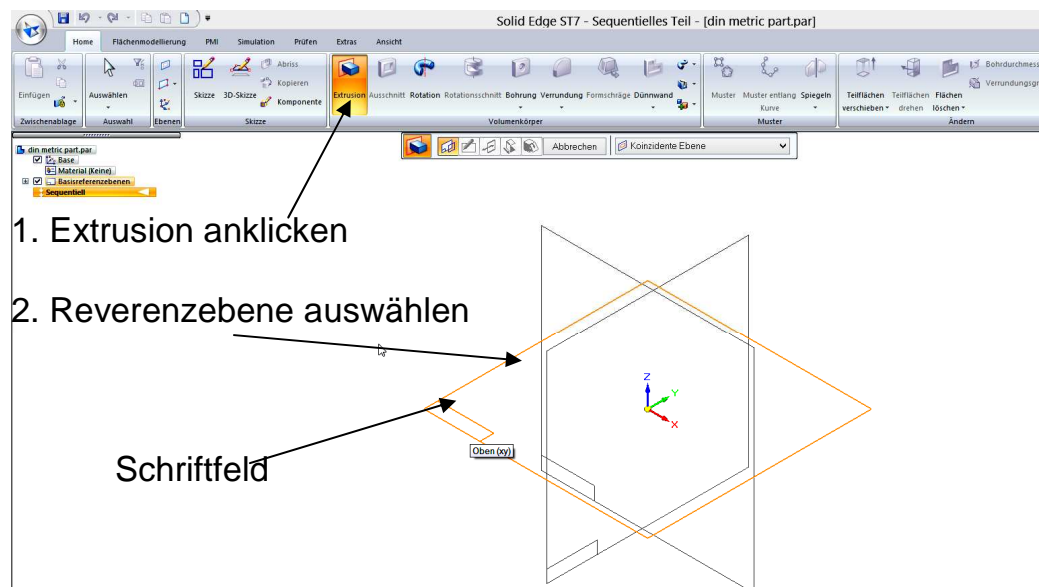 Solid Edge ST7 - Sequentielles Teil - [din metric part.par]
Home Flächenmodellierung PMI Simulation Prüfen Extras Ansicht
Einfügen
Auswählen
Skizze 3D-Skizze
Abriss
Kopieren
Komponente
Extrusion Ausschnitt Rotation Rotationsschnitt Bohrung Verrundung Formschräge Dünnwand
Muster Muster entlang Kurve Spiegeln
Teilflächen verschieben Teilflächen drehen Flächen löschen
Bohrdurchmess
Verrundungsgr
Zwischenablage Auswahl Ebenen Skizze Volumenkörper Muster Ändern
Abbrechen Koinzidente Ebene
din metric part.par
Base
Material (Keine)
Basisreferenzebenen
Sequentiell
1. Extrusion anklicken
2. Reverenzebene auswählen
Z
Y
X
Oben (xy)
Schriftfeld